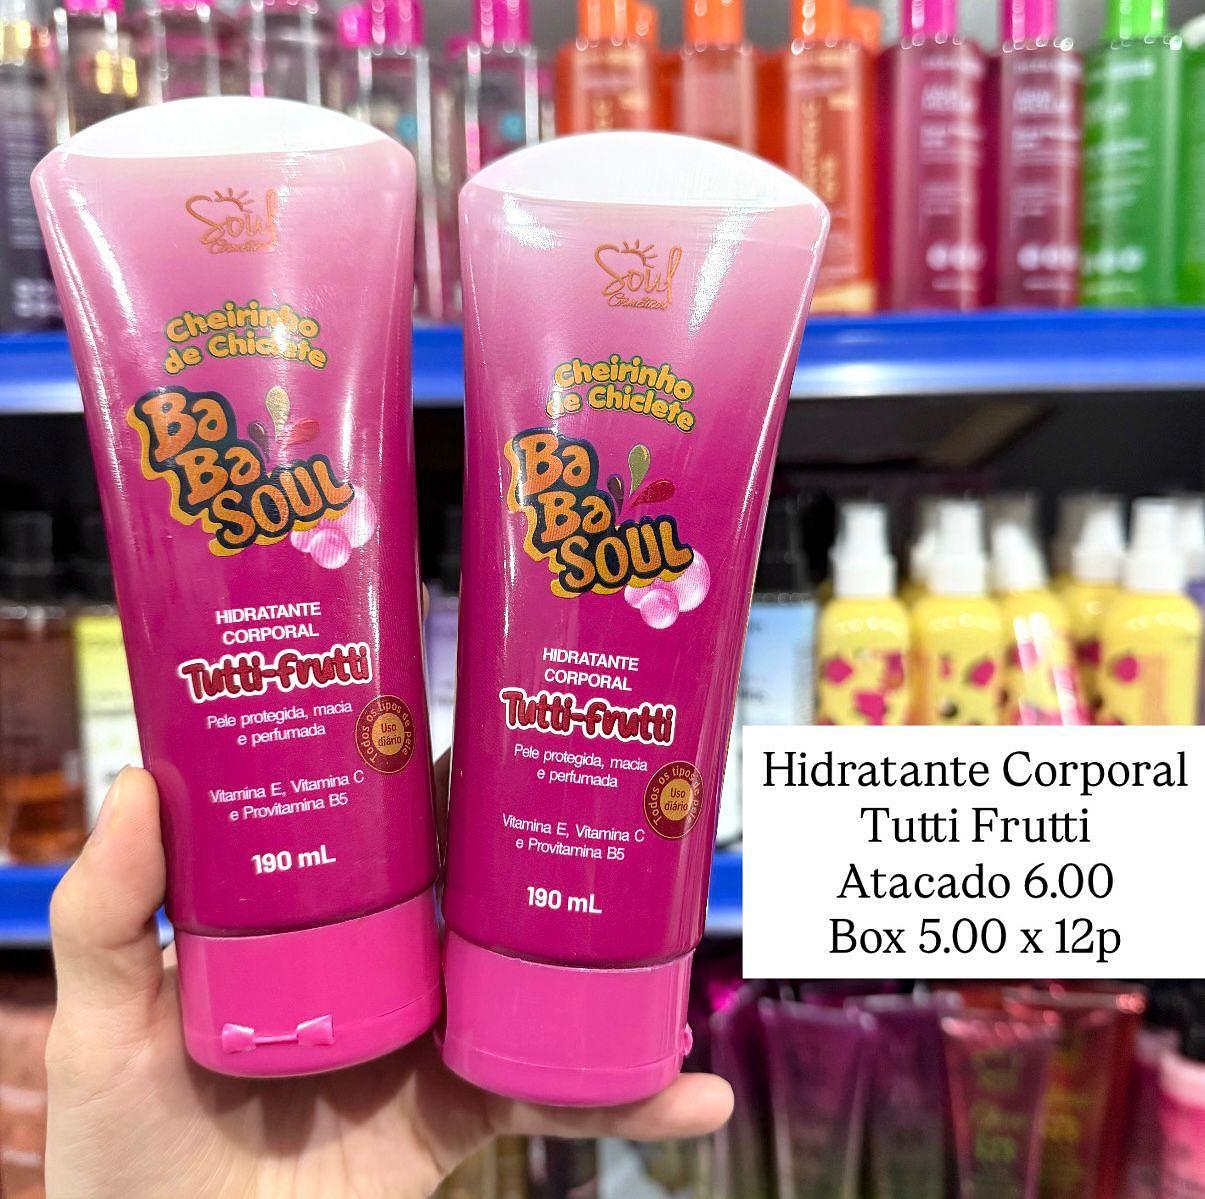 Soul
Cosméticos
Cheirinho
de Chiclete
Ba
Ba
SOUL
HIDRATANTE
CORPORAL
Tutti-frutti
Pele protegida, macia
e perfumada
Todos os tipos de Pele
Uso
diário
Vitamina E, Vitamina C
e Provitamina B5
190 mL
Soul
Cosméticos
Cheirinho
de Chiclete
Ba
Ba
SOUL
HIDRATANTE
CORPORAL
Tutti-frutti
Pele protegida, macia
e perfumada
Todos os tipos
Uso
diário
Vitamina E, Vitamina C
e Provitamina B5
190 mL
Hidratante Corporal
Tutti Frutti
Atacado 6.00
Box 5.00 x 12p